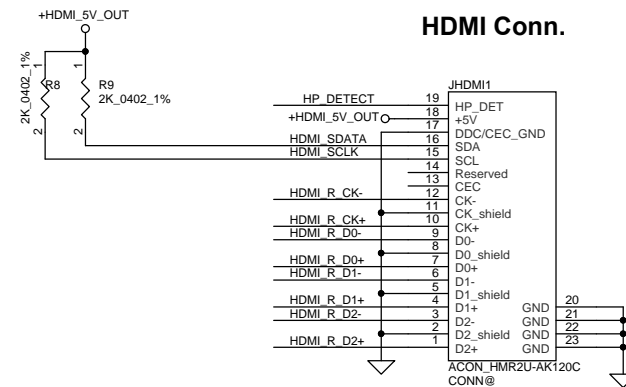 +HDMI_5V_OUT
HDMI Conn.
2K_0402_1%
1
R8
2
1
R9
2K_0402_1%
2
JHDMI1
HP_DETECT 19 HP_DET
+HDMI_5V_OUT 18 +5V
17 DDC/CEC_GND
HDMI_SDATA 16 SDA
HDMI_SCLK 15 SCL
14 Reserved
13 CEC
HDMI_R_CK- 12 CK-
11 CK_shield
HDMI_R_CK+ 10 CK+
HDMI_R_D0- 9 D0-
8 D0_shield
HDMI_R_D0+ 7 D0+
HDMI_R_D1- 6 D1-
5 D1_shield
HDMI_R_D1+ 4 D1+ GND 20
HDMI_R_D2- 3 D2- GND 21
2 D2_shield GND 22
HDMI_R_D2+ 1 D2+ GND 23
ACON_HMR2U-AK120C
CONN@